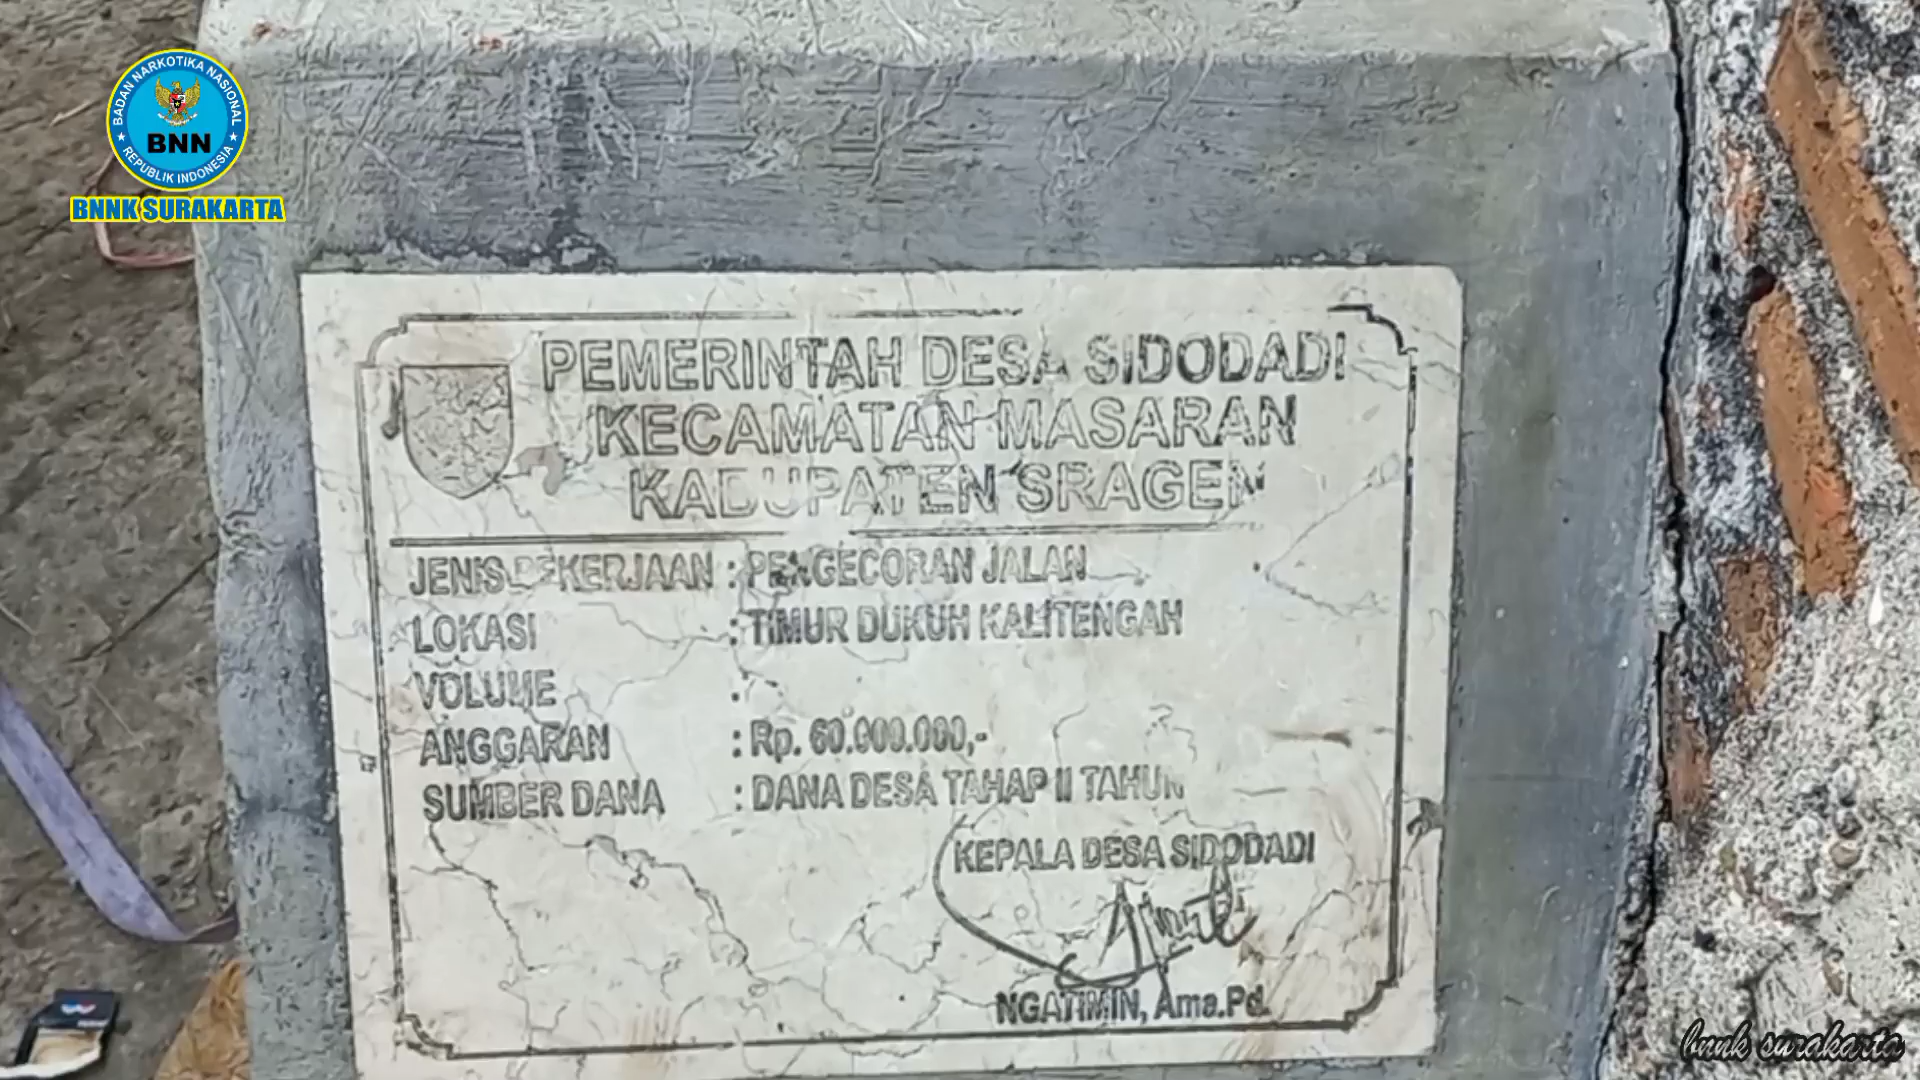 BADAN NARKOTIKA NASIONAL
BNN
REPUBLIK INDONESIA
BNNK SURAKARTA
PEMERINTAH DESA SIDODADI
KECAMATAN MASARAN
KABUPATEN SRAGEN
JENIS PEKERJAAN : PENGECORAN JALAN
LOKASI : TIMUR DUKUH KALITENGAH
VOLUME :
ANGGARAN : Rp. 60.000.000,-
SUMBER DANA : DANA DESA TAHAP II TAHUN
KEPALA DESA SIDODADI
NGATIMIN, Ama.Pd.
bnnk surakarta